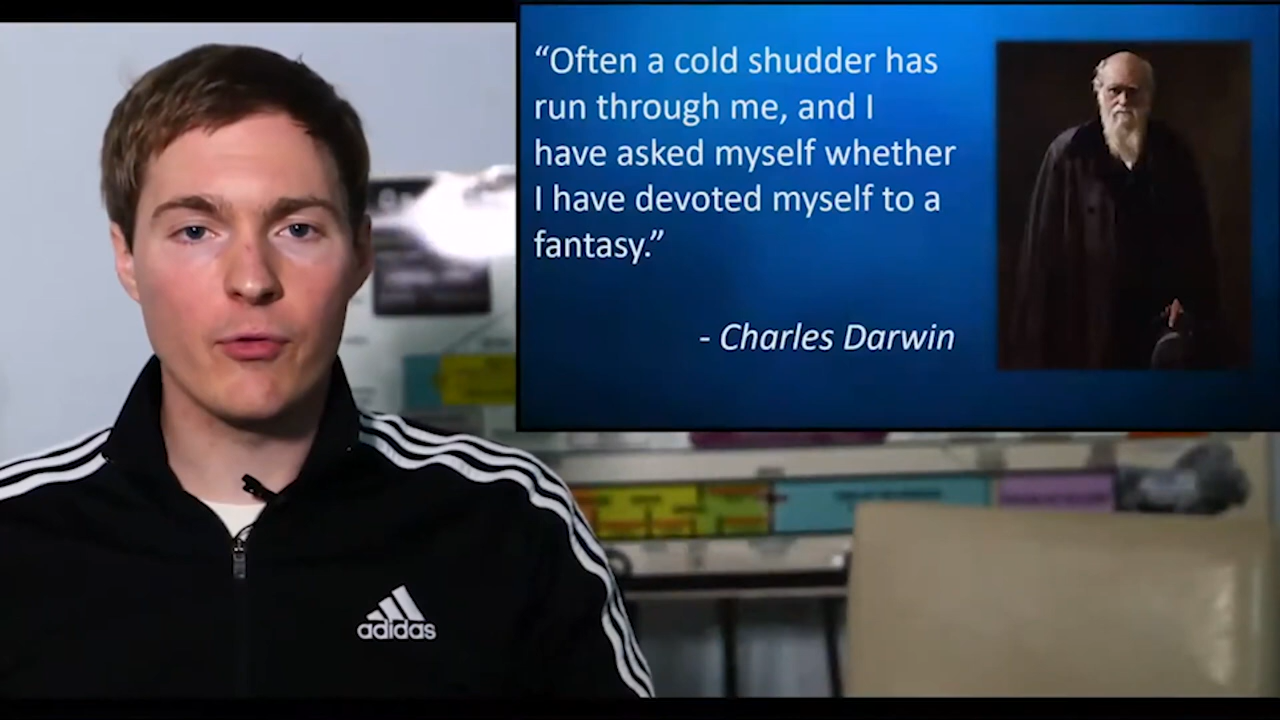 “Often a cold shudder has
run through me, and I
have asked myself whether
I have devoted myself to a
fantasy.”
- Charles Darwin
adidas